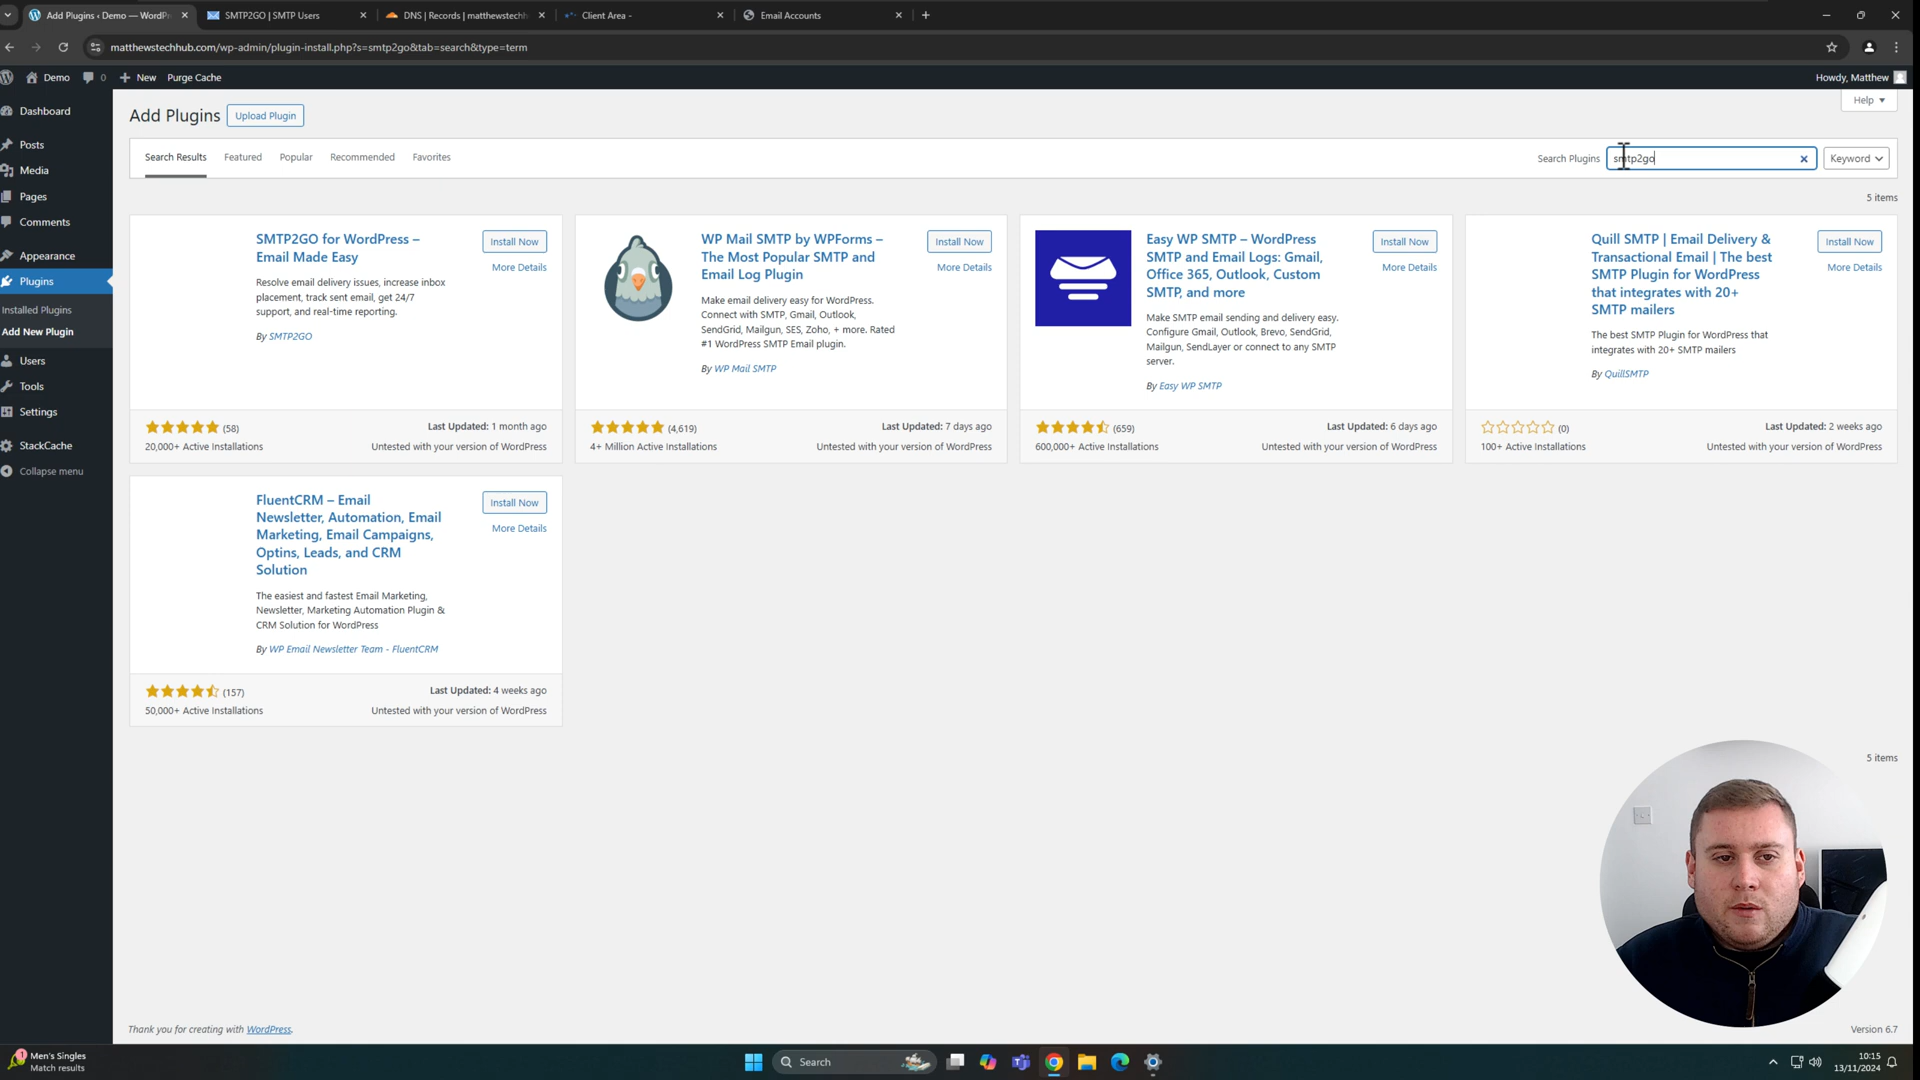 Add Plugins ‹ Demo — WordPr
SMTP2GO | SMTP Users
DNS | Records | matthewstechh
Client Area -
Email Accounts
matthewstechhub.com/wp-admin/plugin-install.php?s=smtp2go&tab=search&type=term
Demo
0
New
Purge Cache
Howdy, Matthew
Dashboard
Posts
Media
Pages
Comments
Appearance
Plugins
Installed Plugins
Add New Plugin
Users
Tools
Settings
StackCache
Collapse menu
Help
Add Plugins
Upload Plugin
Search Results
Featured
Popular
Recommended
Favorites
Search Plugins
smtp2go
Keyword
5 items
SMTP2GO for WordPress –
Email Made Easy
Install Now
More Details
Resolve email delivery issues, increase inbox
placement, track sent email, get 24/7
support, and real-time reporting.
By SMTP2GO
(58)
Last Updated: 1 month ago
20,000+ Active Installations
Untested with your version of WordPress
WP Mail SMTP by WPForms –
The Most Popular SMTP and
Email Log Plugin
Install Now
More Details
Make email delivery easy for WordPress.
Connect with SMTP, Gmail, Outlook,
SendGrid, Mailgun, SES, Zoho, + more. Rated
#1 WordPress SMTP Email plugin.
By WP Mail SMTP
(4,619)
Last Updated: 7 days ago
4+ Million Active Installations
Untested with your version of WordPress
Easy WP SMTP – WordPress
SMTP and Email Logs: Gmail,
Office 365, Outlook, Custom
SMTP, and more
Install Now
More Details
Make SMTP email sending and delivery easy.
Configure Gmail, Outlook, Brevo, SendGrid,
Mailgun, SendLayer or connect to any SMTP
server.
By Easy WP SMTP
(659)
Last Updated: 6 days ago
600,000+ Active Installations
Untested with your version of WordPress
Quill SMTP | Email Delivery &
Transactional Email | The best
SMTP Plugin for WordPress
that integrates with 20+
SMTP mailers
Install Now
More Details
The best SMTP Plugin for WordPress that
integrates with 20+ SMTP mailers
By QuillSMTP
(0)
Last Updated: 2 weeks ago
100+ Active Installations
Untested with your version of WordPress
FluentCRM – Email
Newsletter, Automation, Email
Marketing, Email Campaigns,
Optins, Leads, and CRM
Solution
Install Now
More Details
The easiest and fastest Email Marketing,
Newsletter, Marketing Automation Plugin &
CRM Solution for WordPress
By WP Email Newsletter Team - FluentCRM
(157)
Last Updated: 4 weeks ago
50,000+ Active Installations
Untested with your version of WordPress
5 items
Thank you for creating with WordPress.
Version 6.7
1
Men's Singles
Match results
Search
10:15
13/11/2024